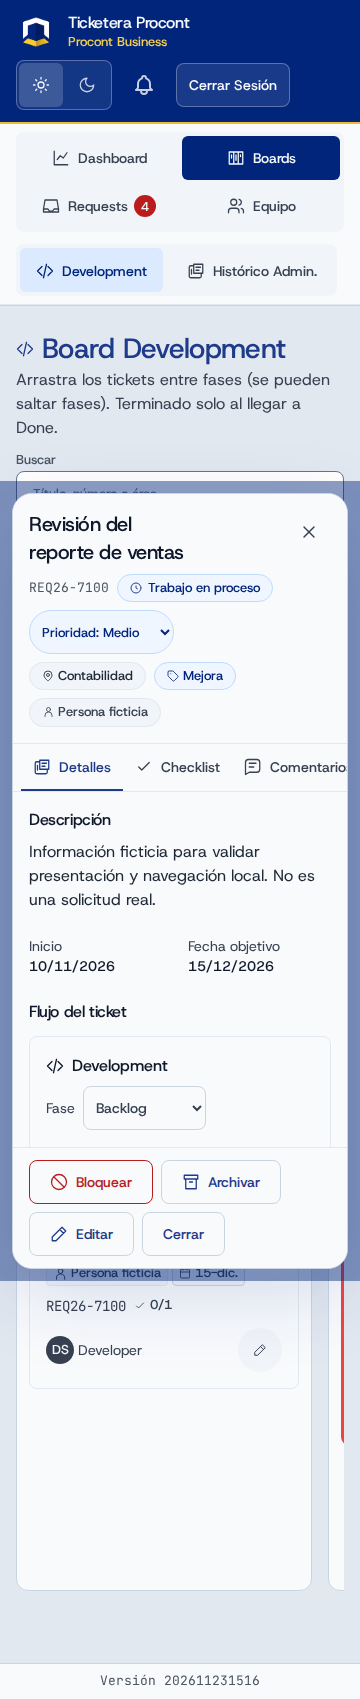 Ticketera Procont
Procont Business
Cerrar Sesión
Dashboard
Boards
Requests 4
Equipo
Development
Histórico Admin.
Board Development
Arrastra los tickets entre fases (se pueden
saltar fases). Terminado solo al llegar a
Done.
Buscar
Título, número o área
Revisión del
reporte de ventas
REQ26-7100
Trabajo en proceso
Prioridad: Medio
Contabilidad
Mejora
Persona ficticia
Detalles
Checklist
Comentarios
Descripción
Información ficticia para validar
presentación y navegación local. No es
una solicitud real.
Inicio
Fecha objetivo
10/11/2026
15/12/2026
Flujo del ticket
Development
Fase
Backlog
Bloquear
Archivar
Editar
Cerrar
Persona ficticia
15-dic.
REQ26-7100
0/1
DS
Developer
Versión 202611231516